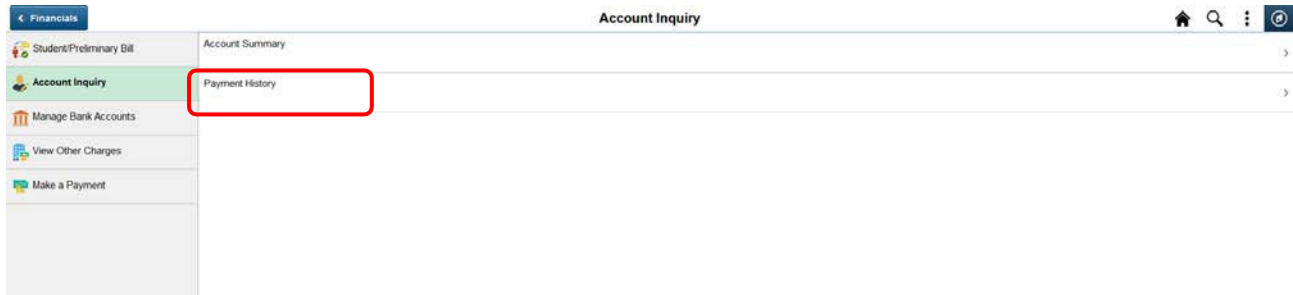 Financials
Account Inquiry
Student/Preliminary Bill
Account Inquiry
Manage Bank Accounts
View Other Charges
Make a Payment
Account Summary
Payment History